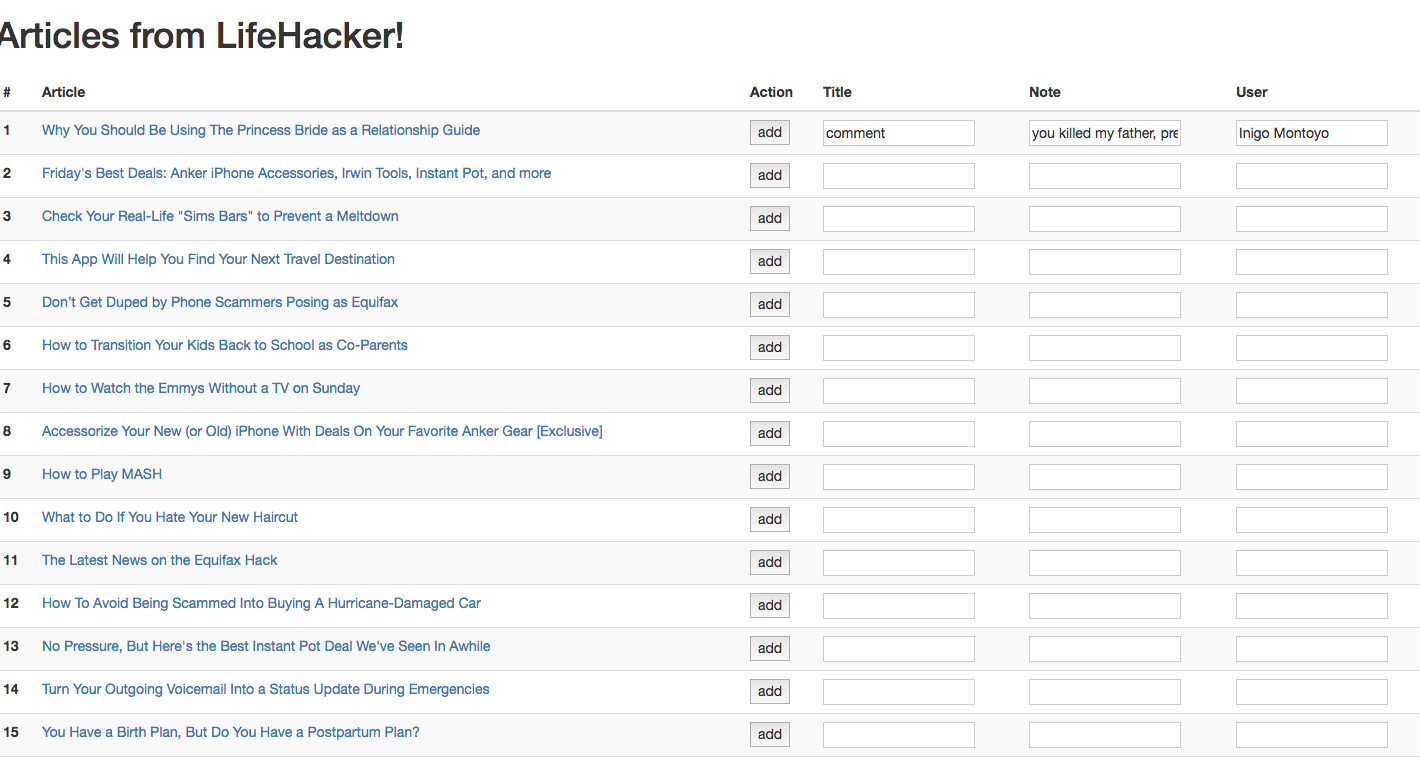 Articles from LifeHacker!
# Article Action Title Note User
1 Why You Should Be Using The Princess Bride as a Relationship Guide add comment you killed my father, pre Inigo Montoyo
2 Friday's Best Deals: Anker iPhone Accessories, Irwin Tools, Instant Pot, and more add
3 Check Your Real-Life "Sims Bars" to Prevent a Meltdown add
4 This App Will Help You Find Your Next Travel Destination add
5 Don’t Get Duped by Phone Scammers Posing as Equifax add
6 How to Transition Your Kids Back to School as Co-Parents add
7 How to Watch the Emmys Without a TV on Sunday add
8 Accessorize Your New (or Old) iPhone With Deals On Your Favorite Anker Gear [Exclusive] add
9 How to Play MASH add
10 What to Do If You Hate Your New Haircut add
11 The Latest News on the Equifax Hack add
12 How To Avoid Being Scammed Into Buying A Hurricane-Damaged Car add
13 No Pressure, But Here's the Best Instant Pot Deal We've Seen In Awhile add
14 Turn Your Outgoing Voicemail Into a Status Update During Emergencies add
15 You Have a Birth Plan, But Do You Have a Postpartum Plan? add